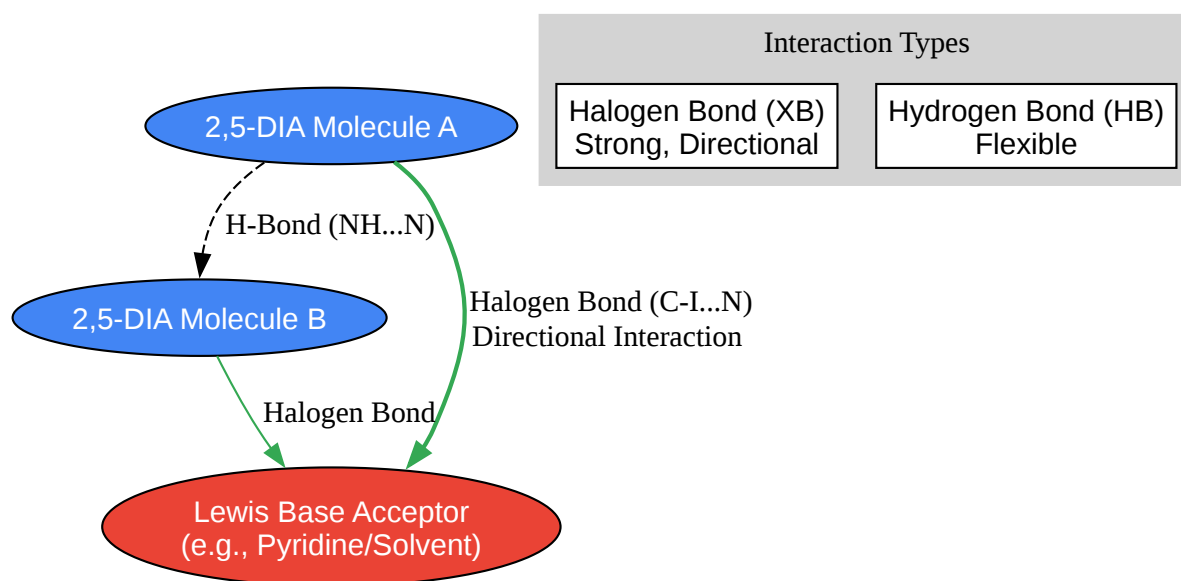 Interaction Types
Halogen Bond (XB)
Strong, Directional
Hydrogen Bond (HB)
Flexible
2,5-DIA Molecule A
H-Bond (NH...N)
2,5-DIA Molecule B
Halogen Bond (C-I...N)
Directional Interaction
Halogen Bond
Lewis Base Acceptor
(e.g., Pyridine/Solvent)